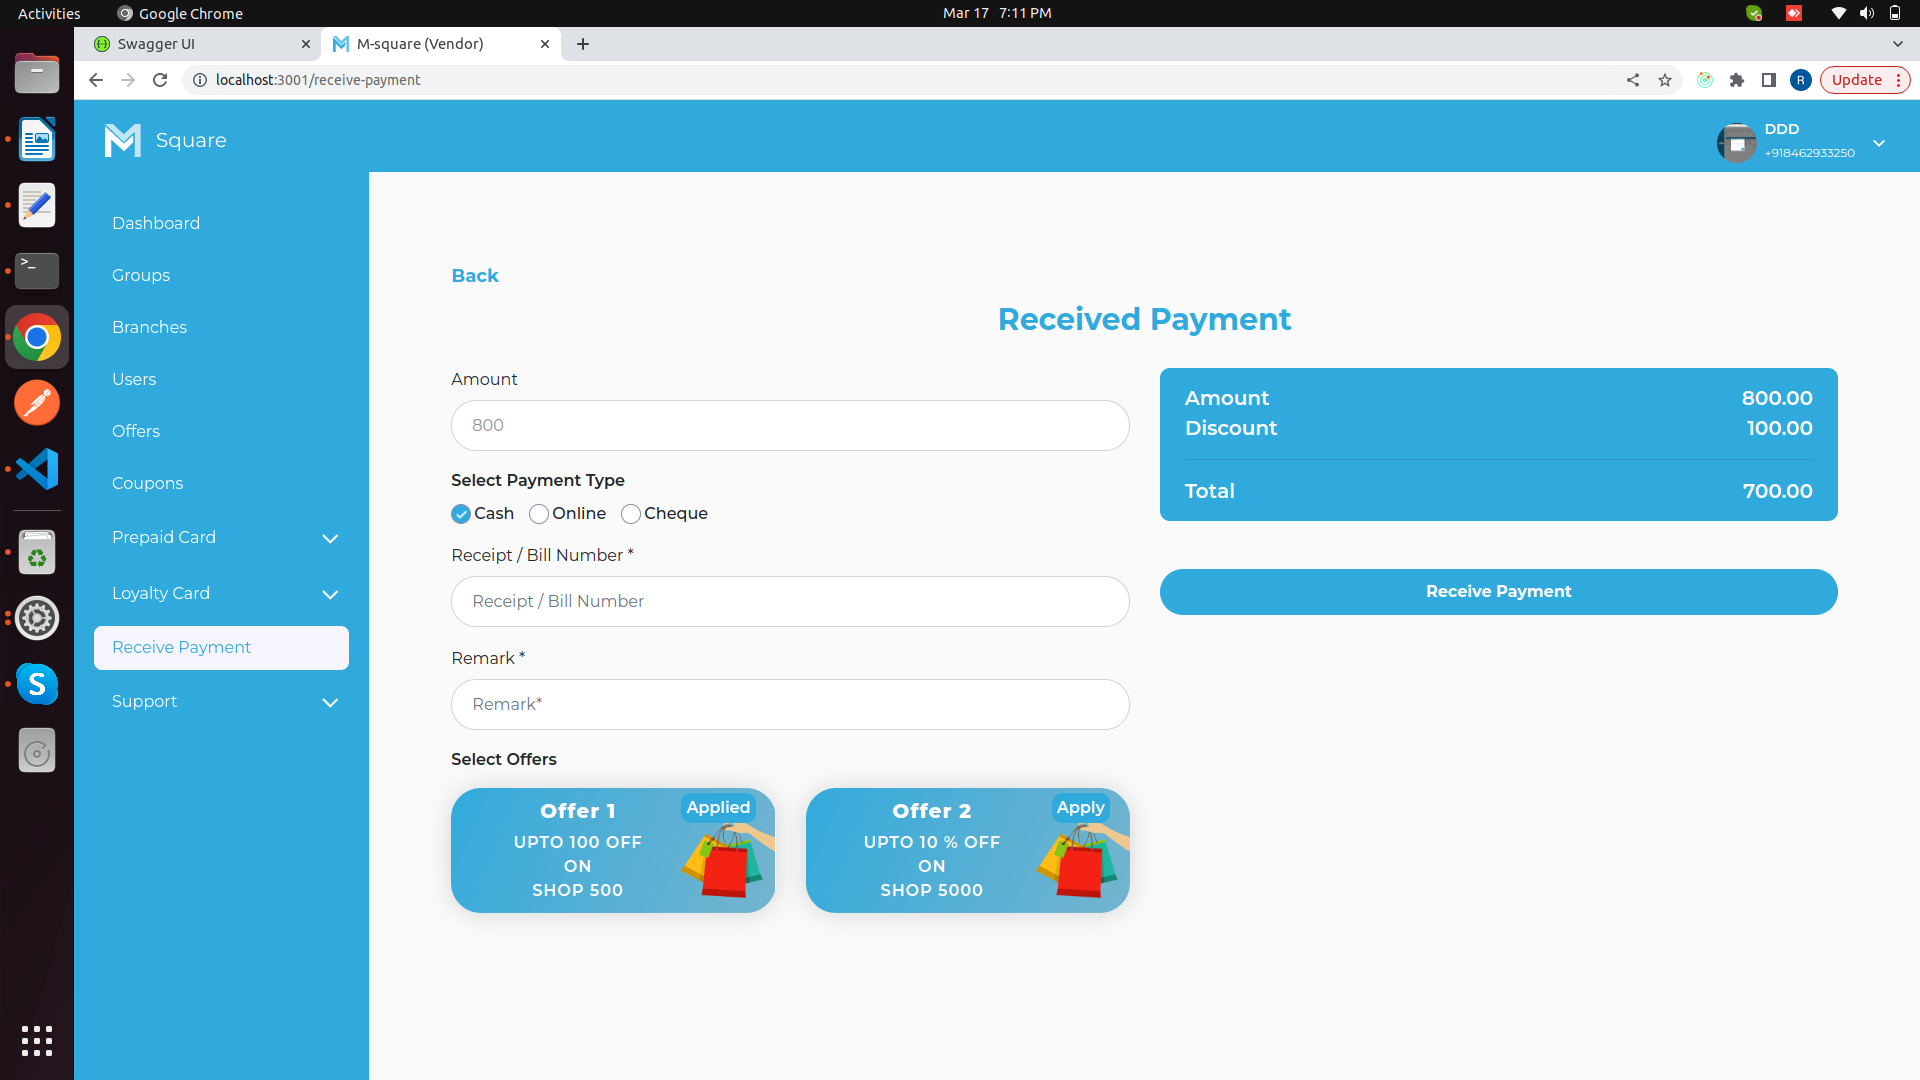 Activities
Google Chrome
Mar 17 7:11 PM
Swagger UI
M-square (Vendor)
localhost:3001/receive-payment
R
Update
M Square
DDD
+918462933250
Dashboard
Groups
Branches
Users
Offers
Coupons
Prepaid Card
Loyalty Card
Receive Payment
Support
Back
Received Payment
Amount
800
Select Payment Type
Cash
Online
Cheque
Receipt / Bill Number *
Receipt / Bill Number
Remark *
Remark*
Select Offers
Offer 1
Applied
UPTO 100 OFF
ON
SHOP 500
Offer 2
Apply
UPTO 10 % OFF
ON
SHOP 5000
Amount 800.00
Discount 100.00
Total 700.00
Receive Payment